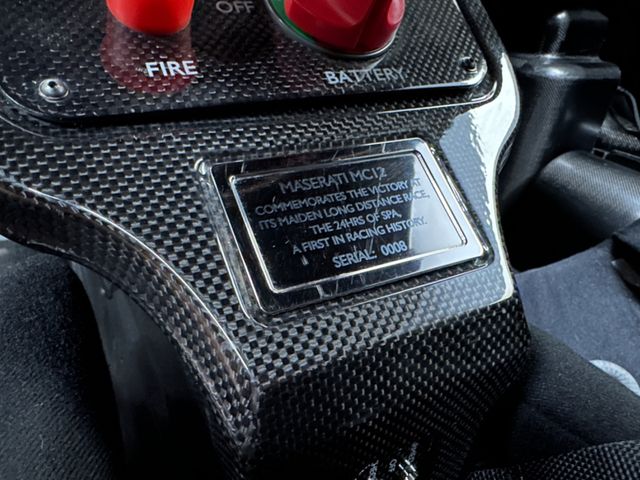 OFF
FIRE
BATTERY
MASERATI MC12
COMMEMORATES THE VICTORY AT
ITS MAIDEN LONG DISTANCE RACE,
THE 24HRS OF SPA,
A FIRST IN RACING HISTORY.
SERIAL: 0008